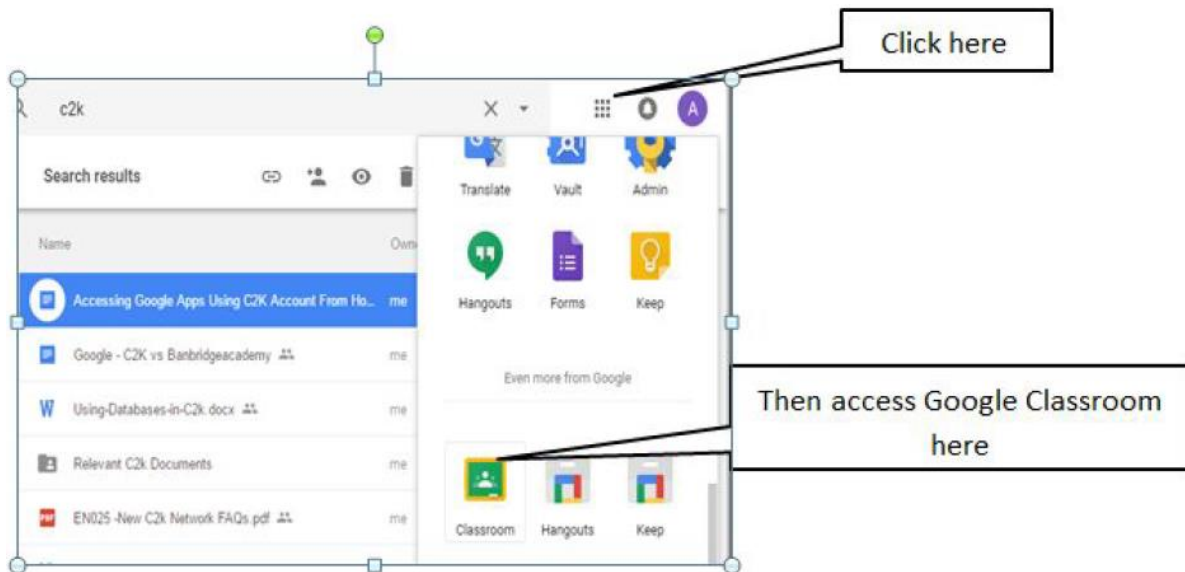 Click here
c2k
A
Search results
Translate
Vault
Admin
Name
Own
Hangouts
Forms
Keep
Accessing Google Apps Using C2K Account From Ho... me
Google - C2K vs Banbridgeacademy me
Even more from Google
W Using-Databases-in-C2k.docx me
Then access Google Classroom
here
Relevant C2k Documents me
PDF EN025 -New C2k Network FAQs.pdf me
Classroom
Hangouts
Keep